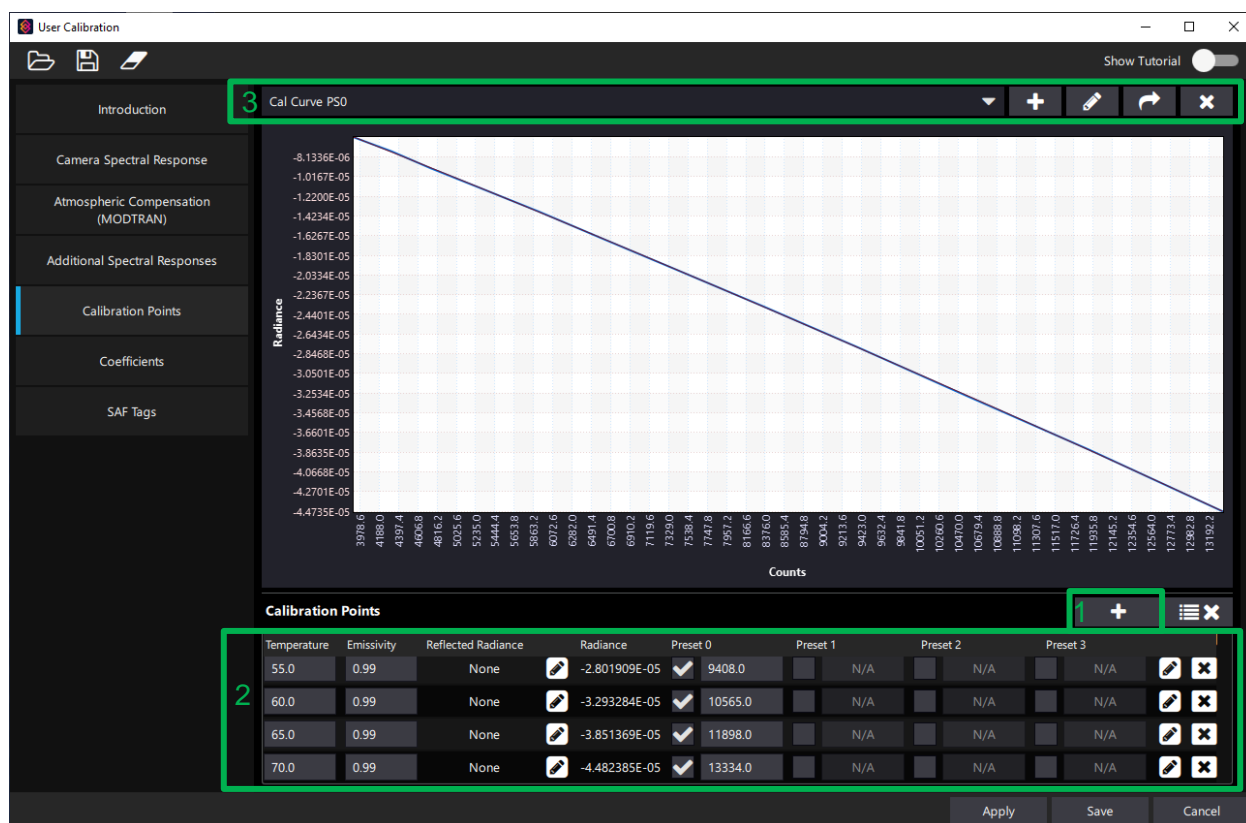 User Calibration
Show Tutorial
Introduction
Camera Spectral Response
Atmospheric Compensation
(MODTRAN)
Additional Spectral Responses
Calibration Points
Coefficients
SAF Tags
3 Cal Curve PS0
Radiance
-8.1336E-06
-1.0167E-05
-1.2200E-05
-1.4234E-05
-1.6267E-05
-1.8301E-05
-2.0334E-05
-2.2367E-05
-2.4401E-05
-2.6434E-05
-2.8468E-05
-3.0501E-05
-3.2534E-05
-3.4568E-05
-3.6601E-05
-3.8635E-05
-4.0668E-05
-4.2701E-05
-4.4735E-05
3978.6
4188.0
4397.4
4606.8
4816.2
5025.6
5235.0
5444.4
5653.8
5863.2
6072.6
6282.0
6491.4
6700.8
6910.2
7119.6
7329.0
7538.4
7747.8
7957.2
8166.6
8376.0
8585.4
8794.8
9004.2
9213.6
9423.0
9632.4
9841.8
10051.2
10260.6
10470.0
10679.4
10888.8
11098.2
11307.6
11517.0
11726.4
11935.8
12145.2
12354.6
12564.0
12773.4
12982.8
13192.2
Counts
Calibration Points
1
2
Temperature Emissivity Reflected Radiance Radiance Preset 0 Preset 1 Preset 2 Preset 3
55.0 0.99 None -2.801909E-05 9408.0 N/A N/A N/A
60.0 0.99 None -3.293284E-05 10565.0 N/A N/A N/A
65.0 0.99 None -3.851369E-05 11898.0 N/A N/A N/A
70.0 0.99 None -4.482385E-05 13334.0 N/A N/A N/A
Apply Save Cancel